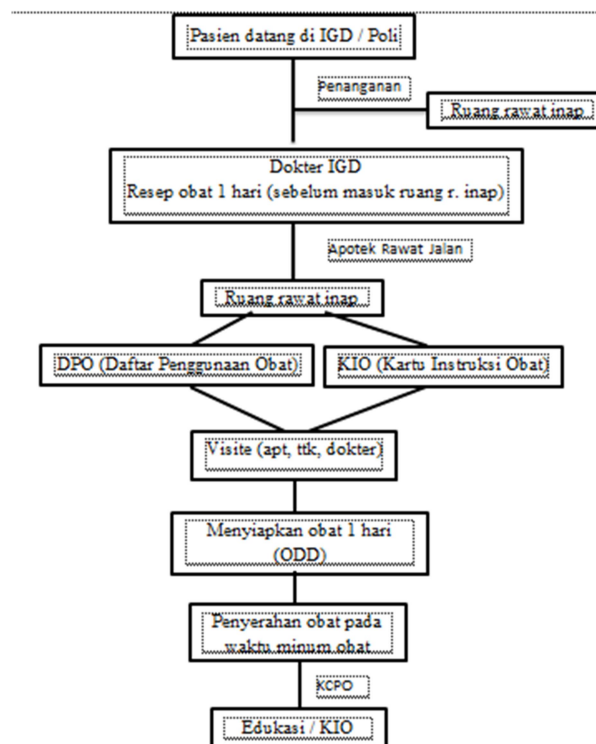 Pasien datang di IGD / Poli
Penanganan
Ruang rawat inap
Dokter IGD
Resep obat 1 hari (sebelum masuk ruang r. inap)
Apotek Rawat Jalan
Ruang rawat inap
DPO (Daftar Penggunaan Obat)
KIO (Kartu Instruksi Obat)
Visite (apt, ttk, dokter)
Menyiapkan obat 1 hari
(ODD)
Penyerahan obat pada
waktu minum obat
KCPO
Edukasi / KIO